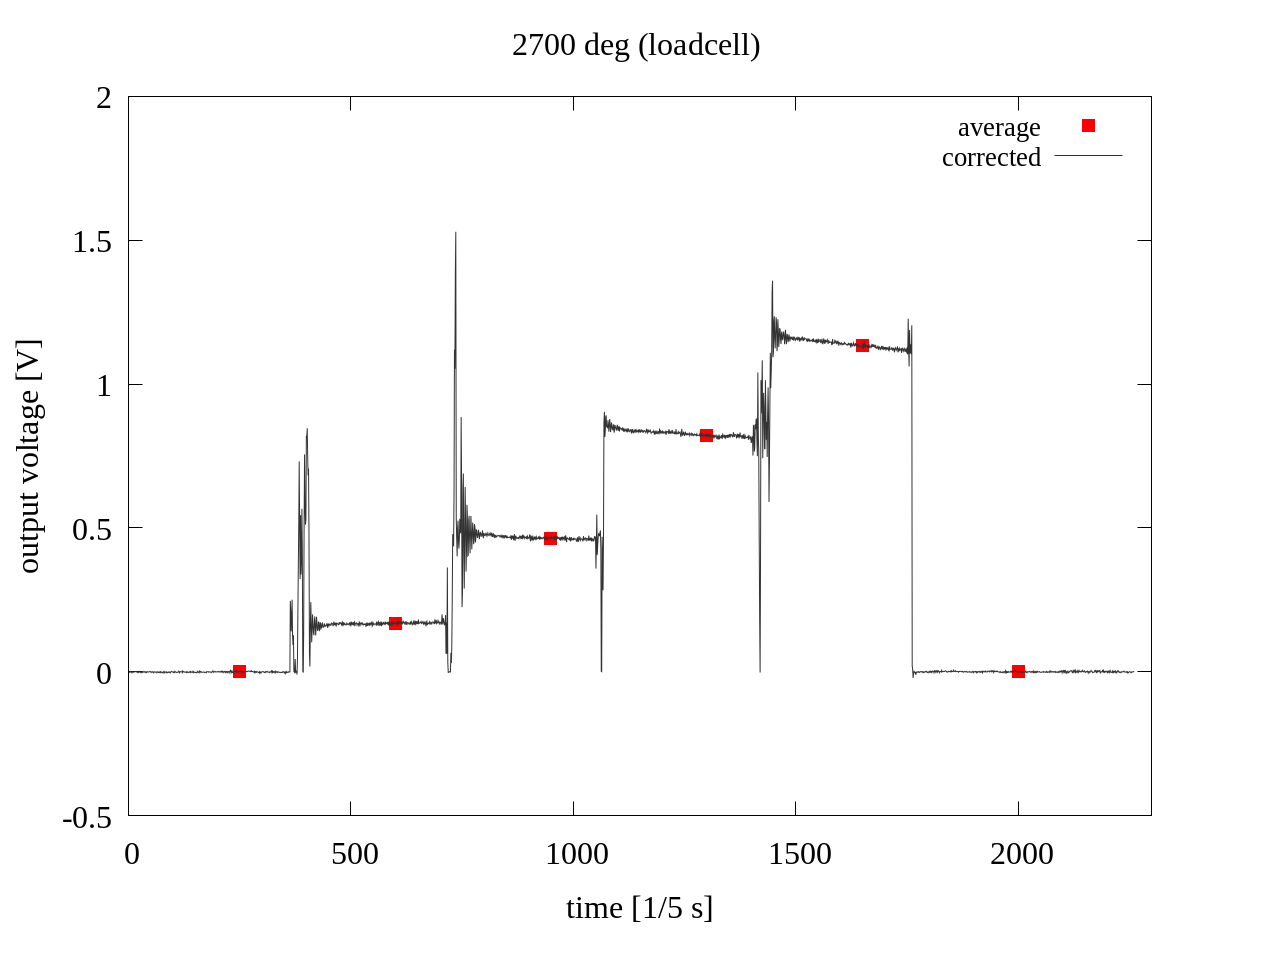 2700 deg (loadcell)
average
corrected
2
1.5
1
0.5
0
-0.5
output voltage [V]
0 500 1000 1500 2000
time [1/5 s]